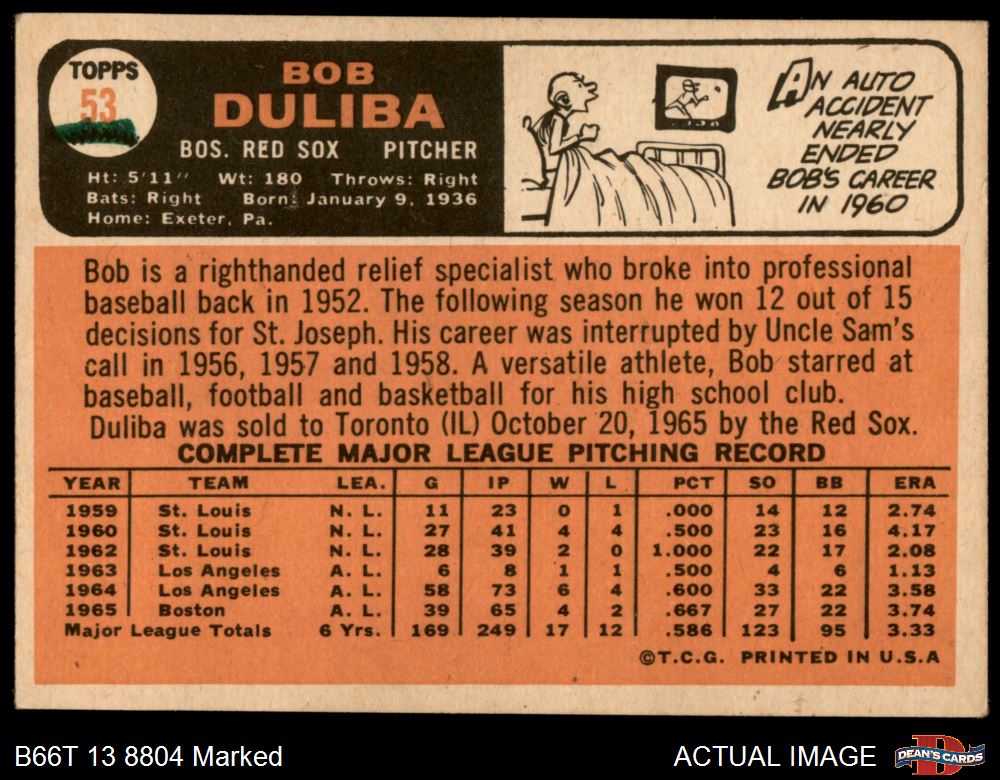 TOPPS
53
BOB
DULIBA
BOS. RED SOX PITCHER
Ht: 5'11" Wt: 180 Throws: Right
Bats: Right Born: January 9, 1936
Home: Exeter, Pa.
AN AUTO
ACCIDENT
NEARLY
ENDED
BOB'S CAREER
IN 1960
Bob is a righthanded relief specialist who broke into professional
baseball back in 1952. The following season he won 12 out of 15
decisions for St. Joseph. His career was interrupted by Uncle Sam's
call in 1956, 1957 and 1958. A versatile athlete, Bob starred at
baseball, football and basketball for his high school club.
Duliba was sold to Toronto (IL) October 20, 1965 by the Red Sox.
COMPLETE MAJOR LEAGUE PITCHING RECORD
YEAR TEAM LEA. G IP W L PCT SO BB ERA
1959 St. Louis N. L. 11 23 0 1 .000 14 12 2.74
1960 St. Louis N. L. 27 41 4 4 .500 23 16 4.17
1962 St. Louis N. L. 28 39 2 0 1.000 22 17 2.08
1963 Los Angeles A. L. 6 8 1 1 .500 4 6 1.13
1964 Los Angeles A. L. 58 73 6 4 .600 33 22 3.58
1965 Boston A. L. 39 65 4 2 .667 27 22 3.74
Major League Totals 6 Yrs. 169 249 17 12 .586 123 95 3.33
©T.C.G. PRINTED IN U.S.A
B66T 13 8804 Marked
ACTUAL IMAGE
DEAN'S CARDS